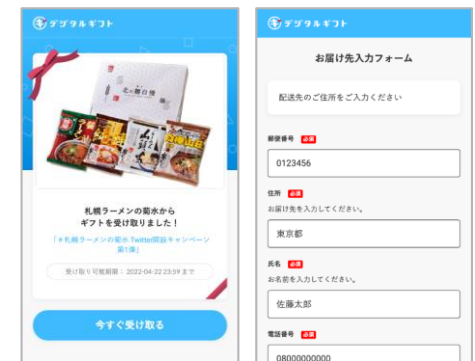 デジタルギフト
北の麺自慢
札幌ラーメンの菊水から
ギフトを受け取りました!
「#札幌ラーメンの菊水 Twitter開設キャンペーン
第1弾」
受け取り可能期限: 2022-04-22 23:59 まで
今すぐ受け取る
デジタルギフト
お届け先入力フォーム
配送先のご住所をご入力ください
郵便番号 必須
0123456
住所 必須
お届け先を入力してください。
東京都
氏名 必須
お名前を入力してください。
佐藤太郎
電話番号 必須
08000000000